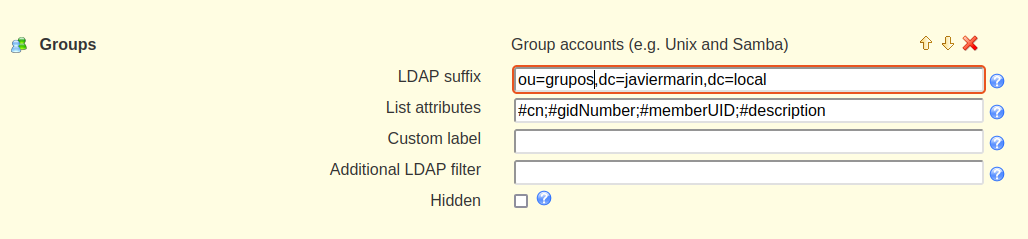 Groups Group accounts (e.g. Unix and Samba)
LDAP suffix ou=grupos,dc=javiermarin,dc=local
List attributes #cn;#gidNumber;#memberUID;#description
Custom label
Additional LDAP filter
Hidden